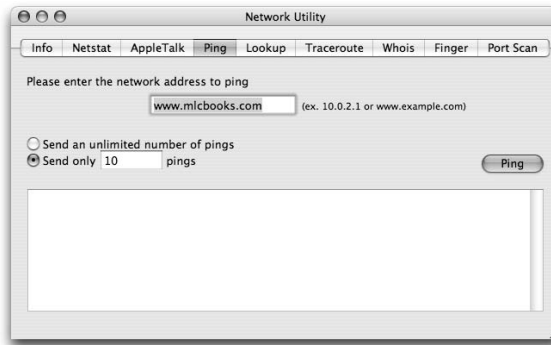 Network Utility
Info Netstat AppleTalk Ping Lookup Traceroute Whois Finger Port Scan
Please enter the network address to ping
www.mlcbooks.com (ex. 10.0.2.1 or www.example.com)
Send an unlimited number of pings
Send only 10 pings
Ping